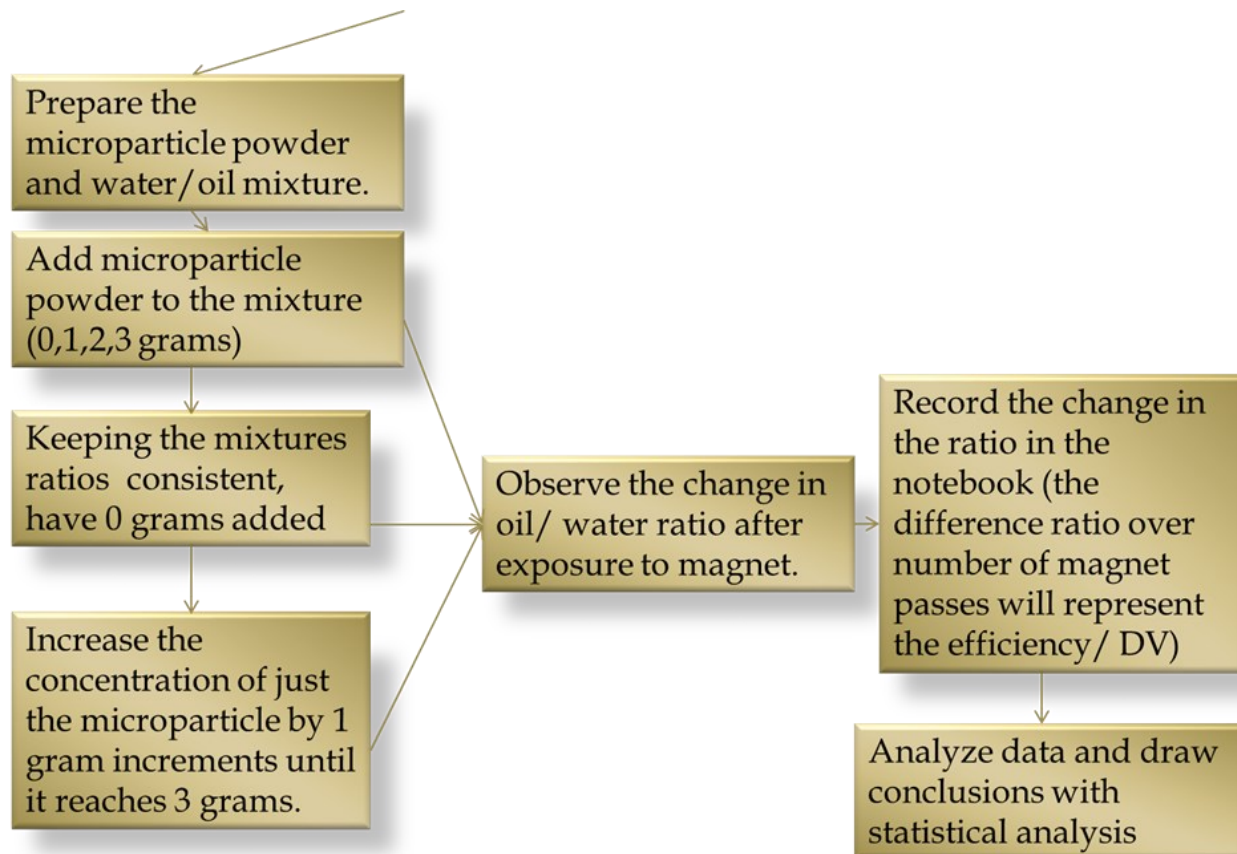 Prepare the
microparticle powder
and water/oil mixture.
Add microparticle
powder to the mixture
(0,1,2,3 grams)
Keeping the mixtures
ratios consistent,
have 0 grams added
Increase the
concentration of just
the microparticle by 1
gram increments until
it reaches 3 grams.
Observe the change in
oil/ water ratio after
exposure to magnet.
Record the change in
the ratio in the
notebook (the
difference ratio over
number of magnet
passes will represent
the efficiency/ DV)
Analyze data and draw
conclusions with
statistical analysis